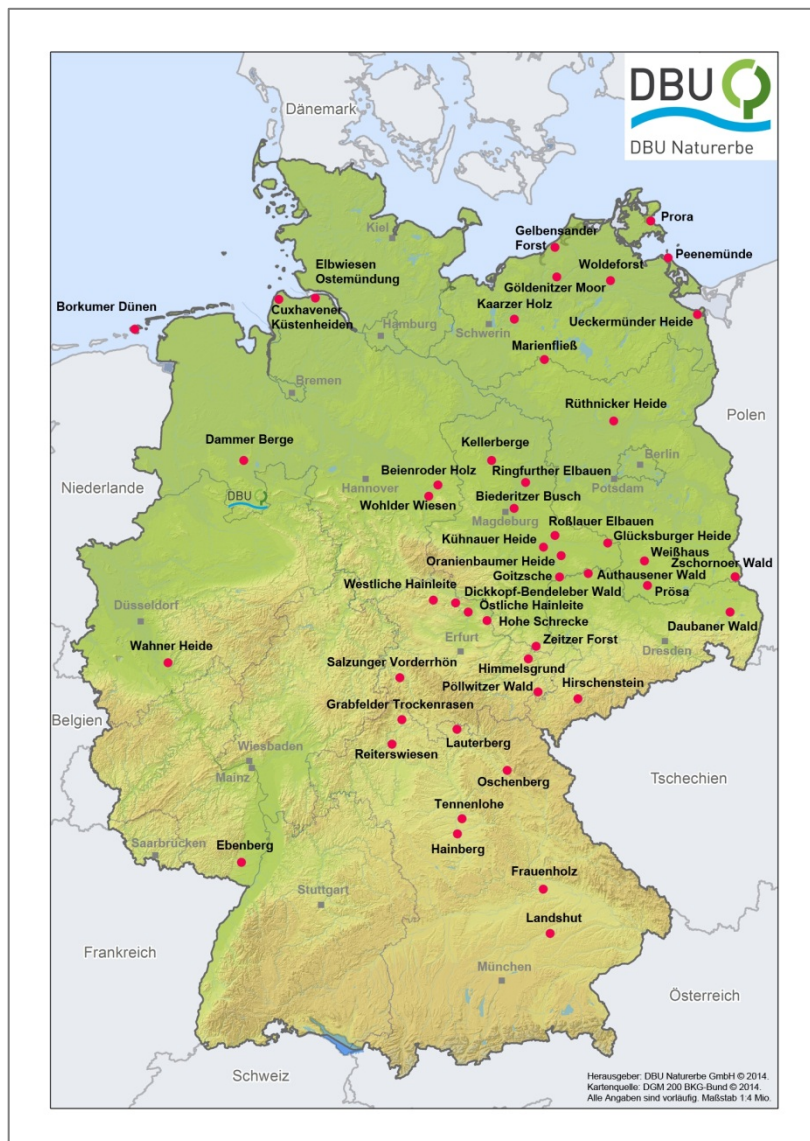 DBU
DBU Naturerbe
Dänemark
Kiel
Prora
Gelbensander
Forst
Peenemünde
Woldeforst
Elbwiesen
Ostemündung
Göldenitzer Moor
Borkumer Dünen
Cuxhavener
Küstenheiden
Kaarzer Holz
Ueckermünder Heide
Hamburg
Schwerin
Marienfließ
Bremen
Rüthnicker Heide
Polen
Dammer Berge
Kellerberge
Berlin
Beienroder Holz
Ringfurther Elbauen
Niederlande
Hannover
Potsdam
DBU
Wohlder Wiesen
Biederitzer Busch
Magdeburg
Roßlauer Elbauen
Kühnauer Heide
Glücksburger Heide
Weißhaus
Oranienbaumer Heide
Zschornoer Wald
Goitzsche
Authausener Wald
Westliche Hainleite
Dickkopf-Bendeleber Wald
Prösa
Östliche Hainleite
Düsseldorf
Hohe Schrecke
Daubaner Wald
Erfurt
Zeitzer Forst
Dresden
Wahner Heide
Salzunger Vorderrhön
Himmelsgrund
Pöllwitzer Wald
Hirschenstein
Grabfelder Trockenrasen
Belgien
Lauterberg
Wiesbaden
Reiterswiesen
Mainz
Oschenberg
Tschechien
Tennenlohe
Saarbrücken
Ebenberg
Hainberg
Frauenholz
Stuttgart
Landshut
Frankreich
München
Österreich
Schweiz
Herausgeber: DBU Naturerbe GmbH © 2014.
Kartenquelle: DGM 200 BKG-Bund © 2014.
Alle Angaben sind vorläufig. Maßstab 1:4 Mio.